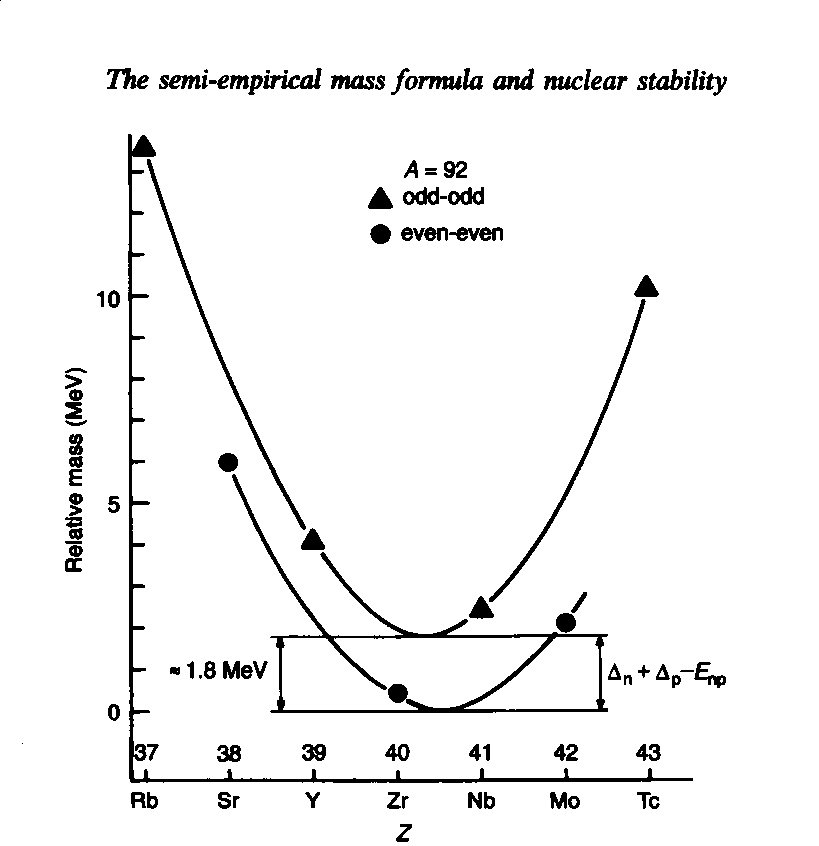 The semi-empirical mass formula and nuclear stability
A = 92
odd-odd
even-even
10
5
0
Relative mass (MeV)
≈ 1.8 MeV
Δn + Δp−Enp
37 38 39 40 41 42 43
Rb Sr Y Zr Nb Mo Tc
Z